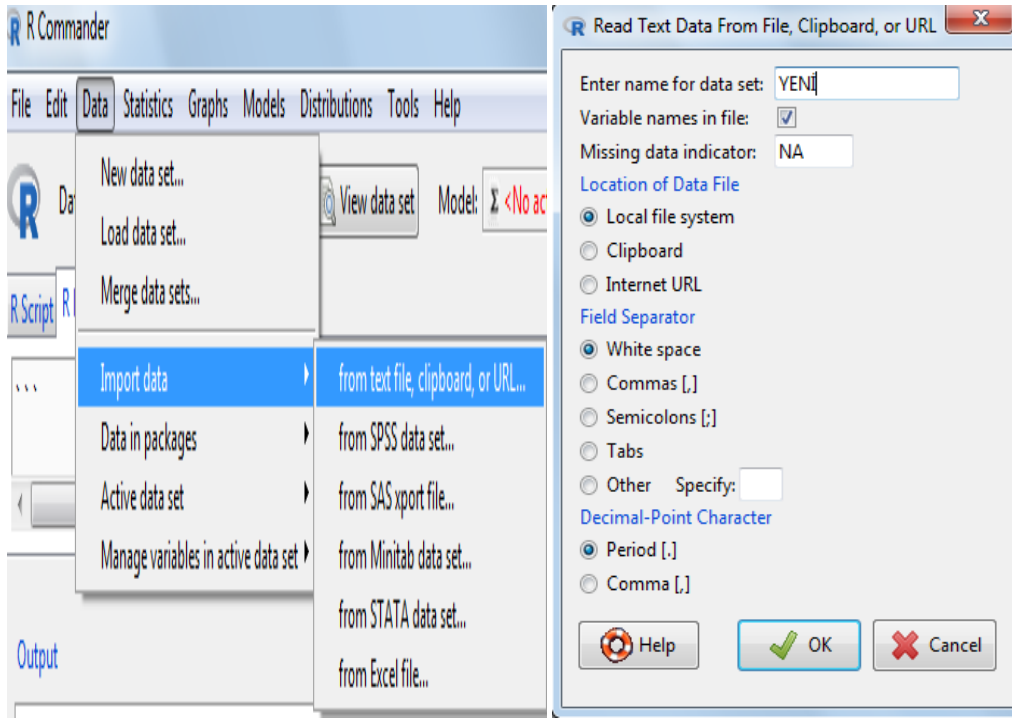 R Commander
File Edit Data Statistics Graphs Models Distributions Tools Help
New data set...
Load data set...
Merge data sets...
Import data
Data in packages
Active data set
Manage variables in active data set
View data set Model: Σ <No ac
R Script
from text file, clipboard, or URL...
from SPSS data set...
from SAS xport file...
from Minitab data set...
from STATA data set...
from Excel file...
Output
Read Text Data From File, Clipboard, or URL
Enter name for data set: YENİ
Variable names in file:
Missing data indicator: NA
Location of Data File
Local file system
Clipboard
Internet URL
Field Separator
White space
Commas [,]
Semicolons [;]
Tabs
Other Specify:
Decimal-Point Character
Period [.]
Comma [,]
Help OK Cancel